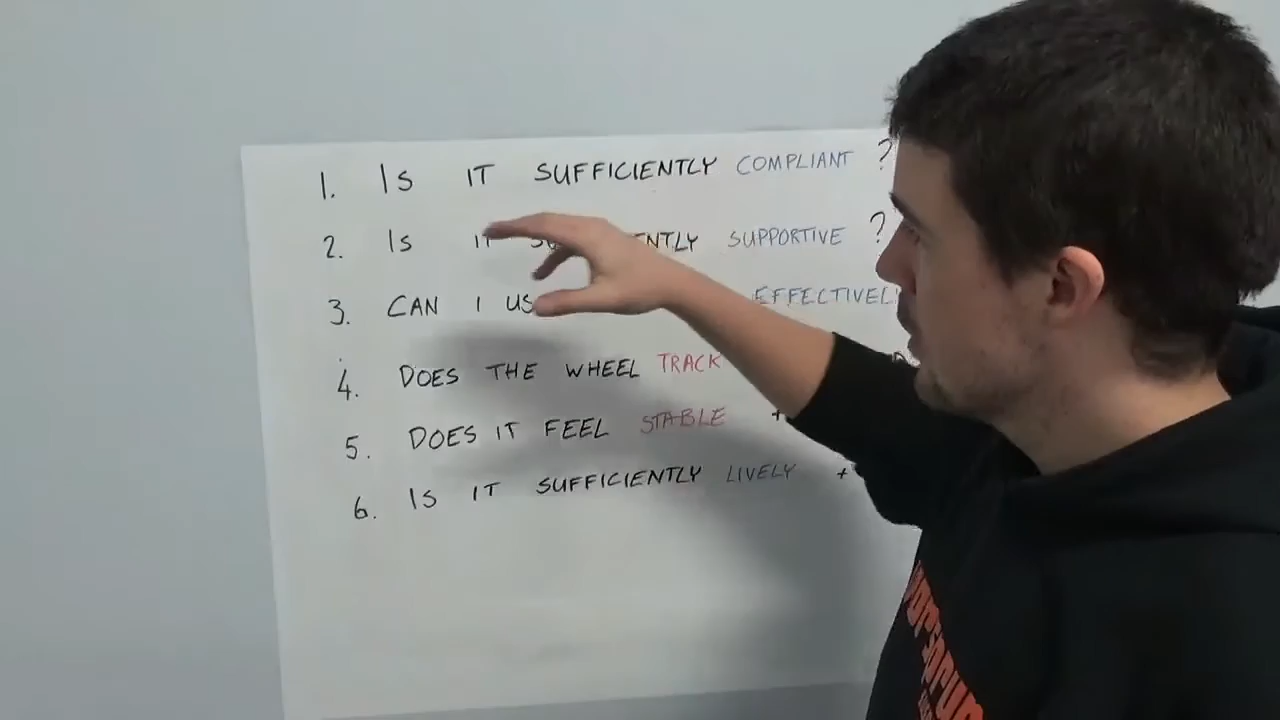 1. Is IT SUFFICIENTLY COMPLIANT ?
2. Is IT SUPPORTIVE ?
3. CAN I EFFECTIVEL
4. DOES THE WHEEL TRACK
5. DOES IT FEEL STABLE +
6. Is IT SUFFICIENTLY LIVELY +